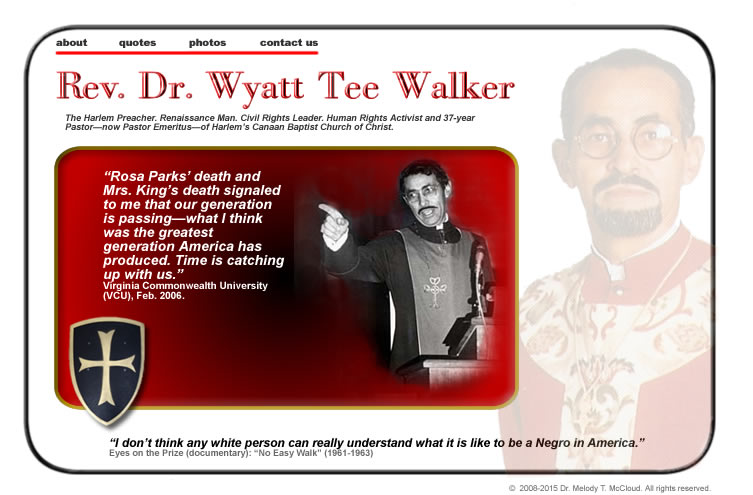 about quotes photos contact us
Rev. Dr. Wyatt Tee Walker
The Harlem Preacher. Renaissance Man. Civil Rights Leader. Human Rights Activist and 37-year
Pastor—now Pastor Emeritus—of Harlem's Canaan Baptist Church of Christ.
“Rosa Parks’ death and
Mrs. King’s death signaled
to me that our generation
is passing—what I think
was the greatest
generation America has
produced. Time is catching
up with us.”
Virginia Commonwealth University
(VCU), Feb. 2006.
“I don’t think any white person can really understand what it is like to be a Negro in America.”
Eyes on the Prize (documentary): “No Easy Walk” (1961-1963)
© 2008-2015 Dr. Melody T. McCloud. All rights reserved.